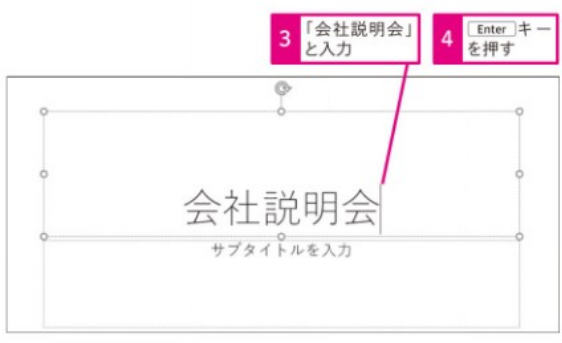 3 「会社説明会」
と入力
4 Enter キー
を押す
会社説明会
サブタイトルを入力